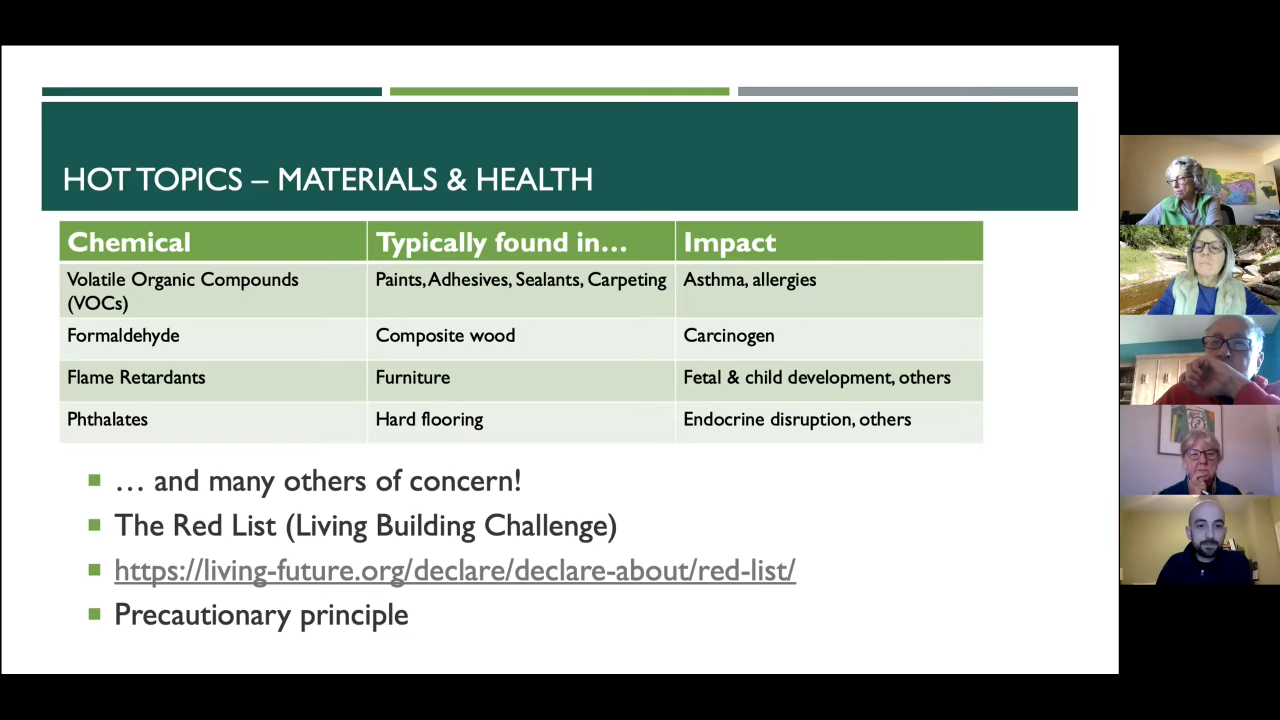 HOT TOPICS – MATERIALS & HEALTH
Chemical Typically found in... Impact
Volatile Organic Compounds (VOCs) Paints, Adhesives, Sealants, Carpeting Asthma, allergies
Formaldehyde Composite wood Carcinogen
Flame Retardants Furniture Fetal & child development, others
Phthalates Hard flooring Endocrine disruption, others
... and many others of concern!
The Red List (Living Building Challenge)
https://living-future.org/declare/declare-about/red-list/
Precautionary principle